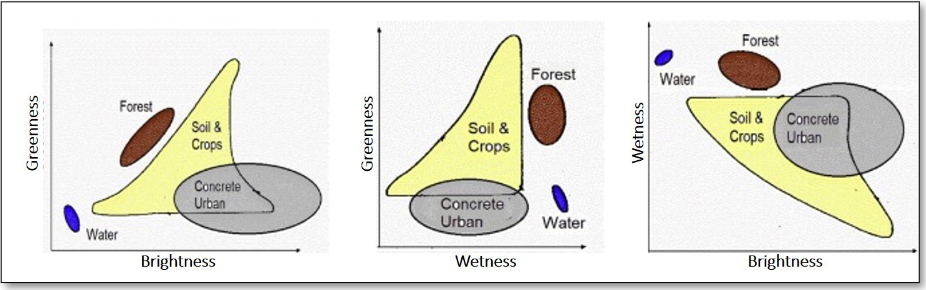 Greenness
Forest
Soil &
Crops
Concrete
Urban
Water
Brightness
Greenness
Forest
Soil &
Crops
Concrete
Urban
Water
Wetness
Wetness
Forest
Water
Soil &
Crops
Concrete
Urban
Brightness